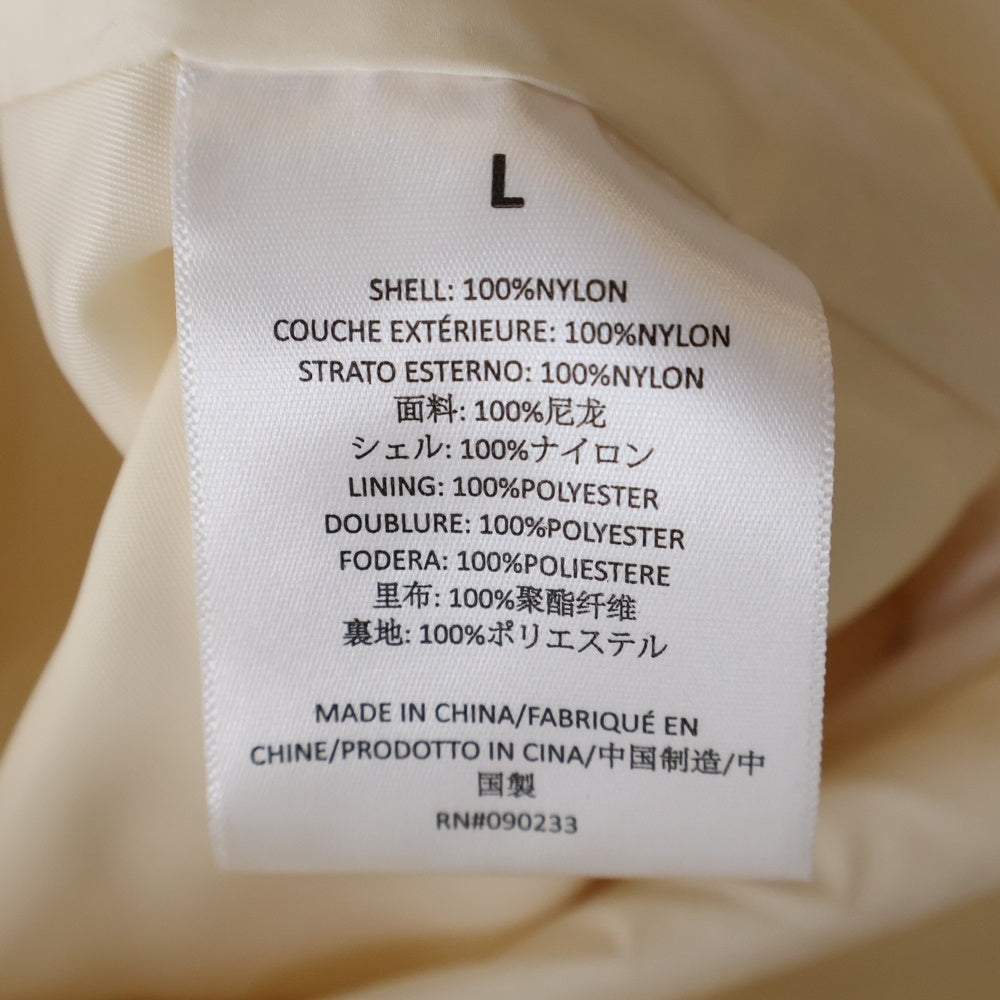 L
SHELL: 100%NYLON
COUCHE EXTÉRIEURE: 100%NYLON
STRATO ESTERNO: 100%NYLON
面料: 100%尼龙
シェル: 100%ナイロン
LINING: 100%POLYESTER
DOUBLURE: 100%POLYESTER
FODERA: 100%POLIESTERE
里布: 100%聚酯纤维
裏地: 100%ポリエステル
MADE IN CHINA/FABRIQUÉ EN
CHINE/PRODOTTO IN CINA/中国制造/中
国製
RN#090233